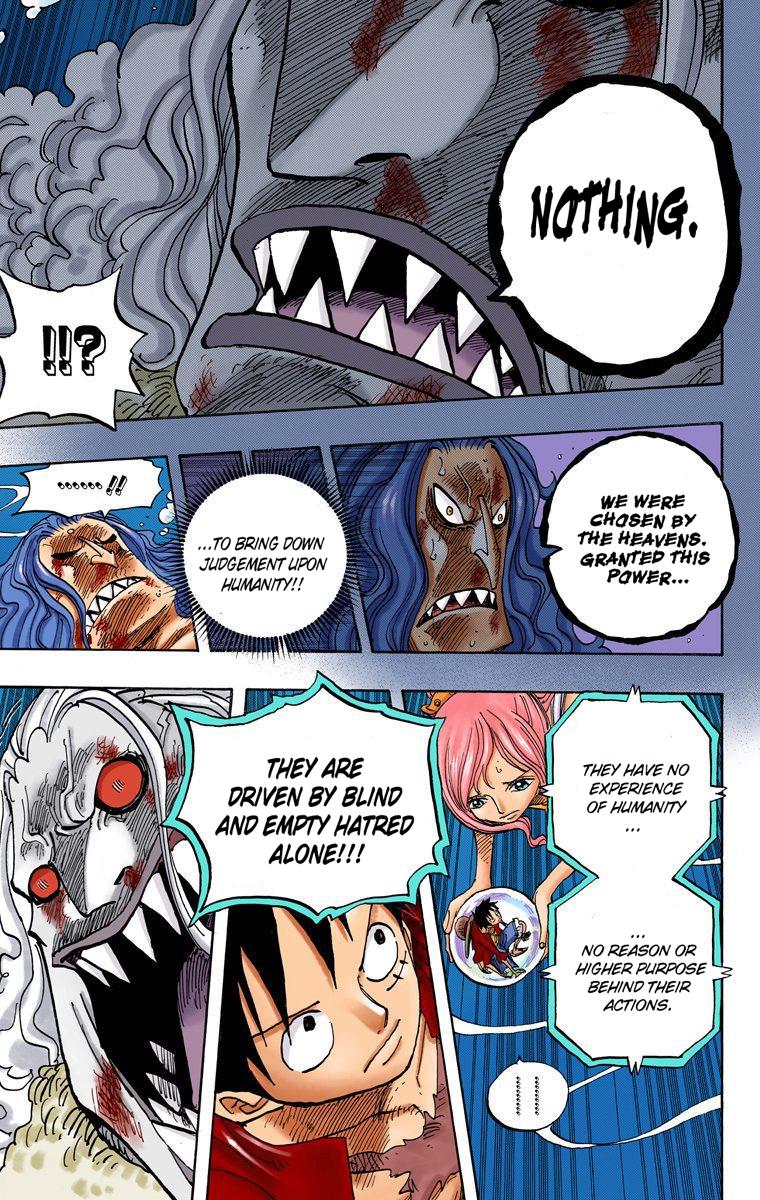 NOTHING.
!!?
WE WERE
CHOSEN BY
THE HEAVENS.
GRANTED THIS
POWER...
...TO BRING DOWN
JUDGEMENT UPON
HUMANITY!!
......!!
THEY HAVE NO
EXPERIENCE
OF HUMANITY
...
...
NO REASON OR
HIGHER PURPOSE
BEHIND THEIR
ACTIONS.
THEY ARE
DRIVEN BY BLIND
AND EMPTY HATRED
ALONE!!!
!!